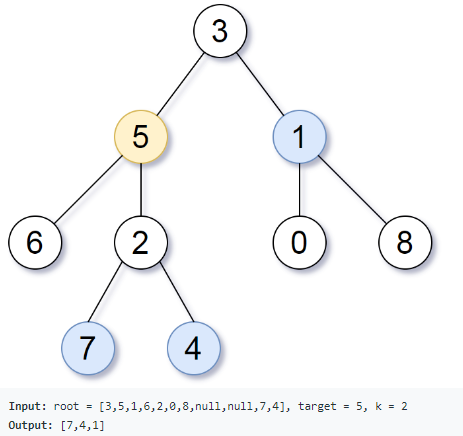 3
5 1
6 2 0 8
7 4
Input: root = [3,5,1,6,2,0,8,null,null,7,4], target = 5, k = 2
Output: [7,4,1]